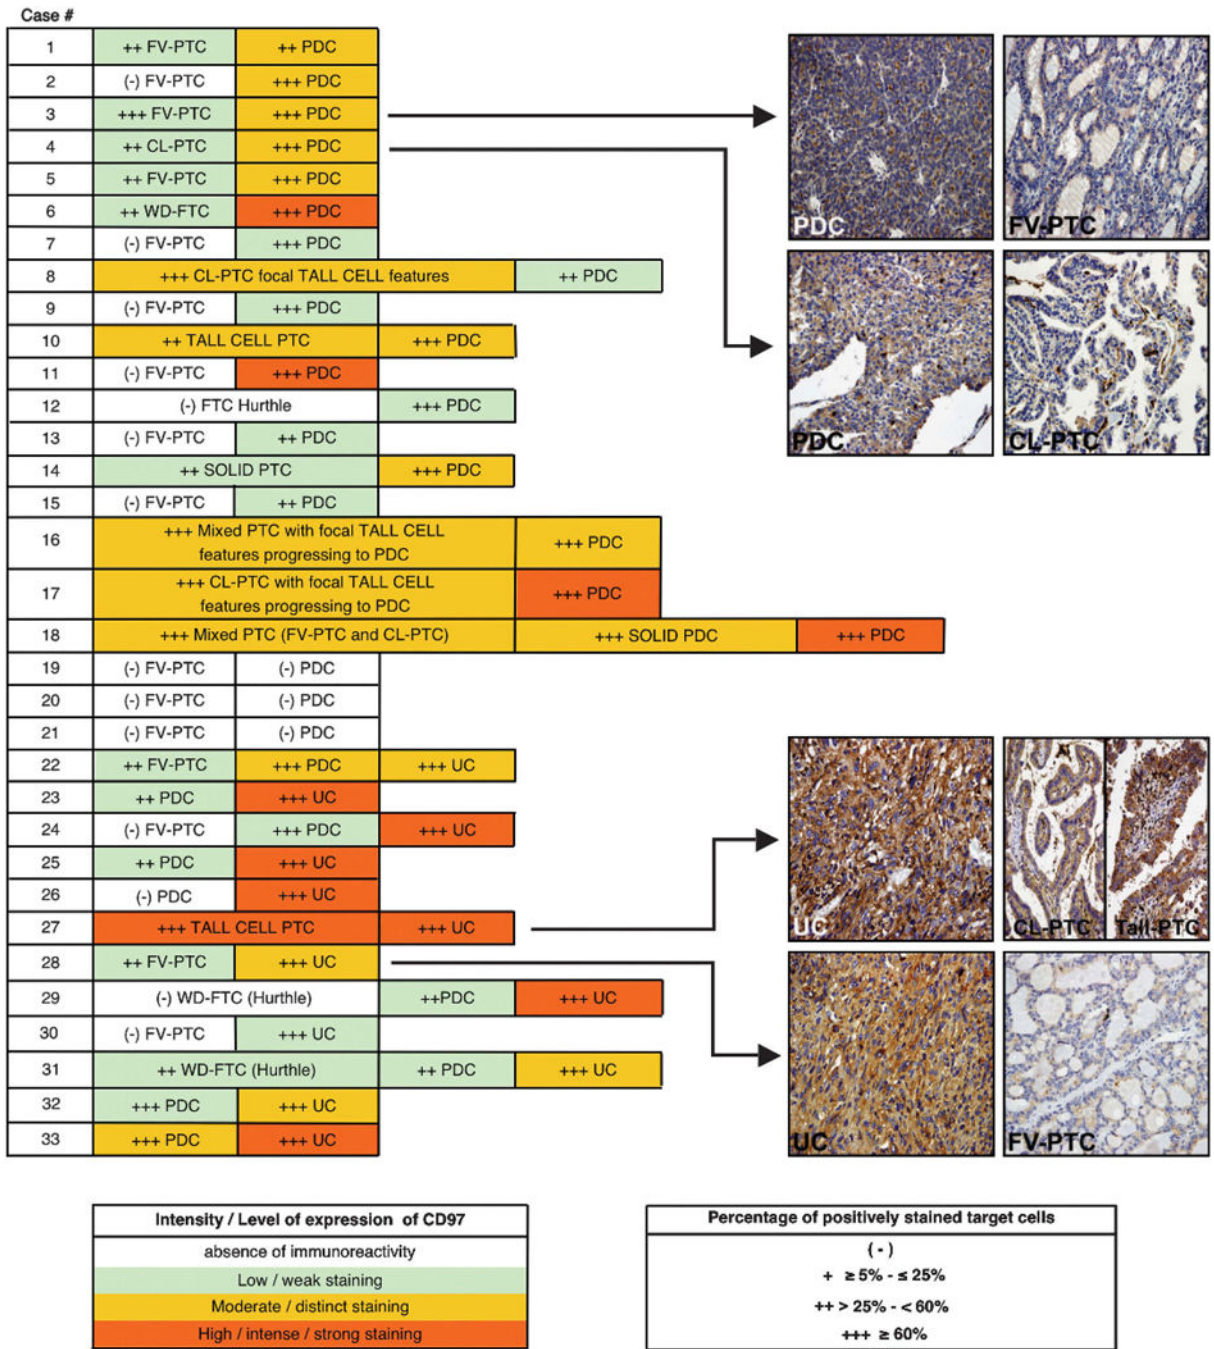 Case #
1 ++ FV-PTC ++ PDC
2 (-) FV-PTC +++ PDC
3 +++ FV-PTC +++ PDC
4 ++ CL-PTC +++ PDC
5 ++ FV-PTC +++ PDC
6 ++ WD-FTC +++ PDC
7 (-) FV-PTC +++ PDC
8 +++ CL-PTC focal TALL CELL features ++ PDC
9 (-) FV-PTC +++ PDC
10 ++ TALL CELL PTC +++ PDC
11 (-) FV-PTC +++ PDC
12 (-) FTC Hurthle +++ PDC
13 (-) FV-PTC ++ PDC
14 ++ SOLID PTC +++ PDC
15 (-) FV-PTC ++ PDC
16 +++ Mixed PTC with focal TALL CELL
features progressing to PDC +++ PDC
17 +++ CL-PTC with focal TALL CELL
features progressing to PDC +++ PDC
18 +++ Mixed PTC (FV-PTC and CL-PTC) +++ SOLID PDC +++ PDC
19 (-) FV-PTC (-) PDC
20 (-) FV-PTC (-) PDC
21 (-) FV-PTC (-) PDC
22 ++ FV-PTC +++ PDC +++ UC
23 ++ PDC +++ UC
24 (-) FV-PTC +++ PDC +++ UC
25 ++ PDC +++ UC
26 (-) PDC +++ UC
27 +++ TALL CELL PTC +++ UC
28 ++ FV-PTC +++ UC
29 (-) WD-FTC (Hurthle) ++PDC +++ UC
30 (-) FV-PTC +++ UC
31 ++ WD-FTC (Hurthle) ++ PDC +++ UC
32 +++ PDC +++ UC
33 +++ PDC +++ UC
PDC FV-PTC
PDC CL-PTC
UC CL-PTC Tall-PTC
UC FV-PTC
Intensity / Level of expression of CD97
absence of immunoreactivity
Low / weak staining
Moderate / distinct staining
High / intense / strong staining
Percentage of positively stained target cells
( - )
+ ≥ 5% - ≤ 25%
++ > 25% - < 60%
+++ ≥ 60%